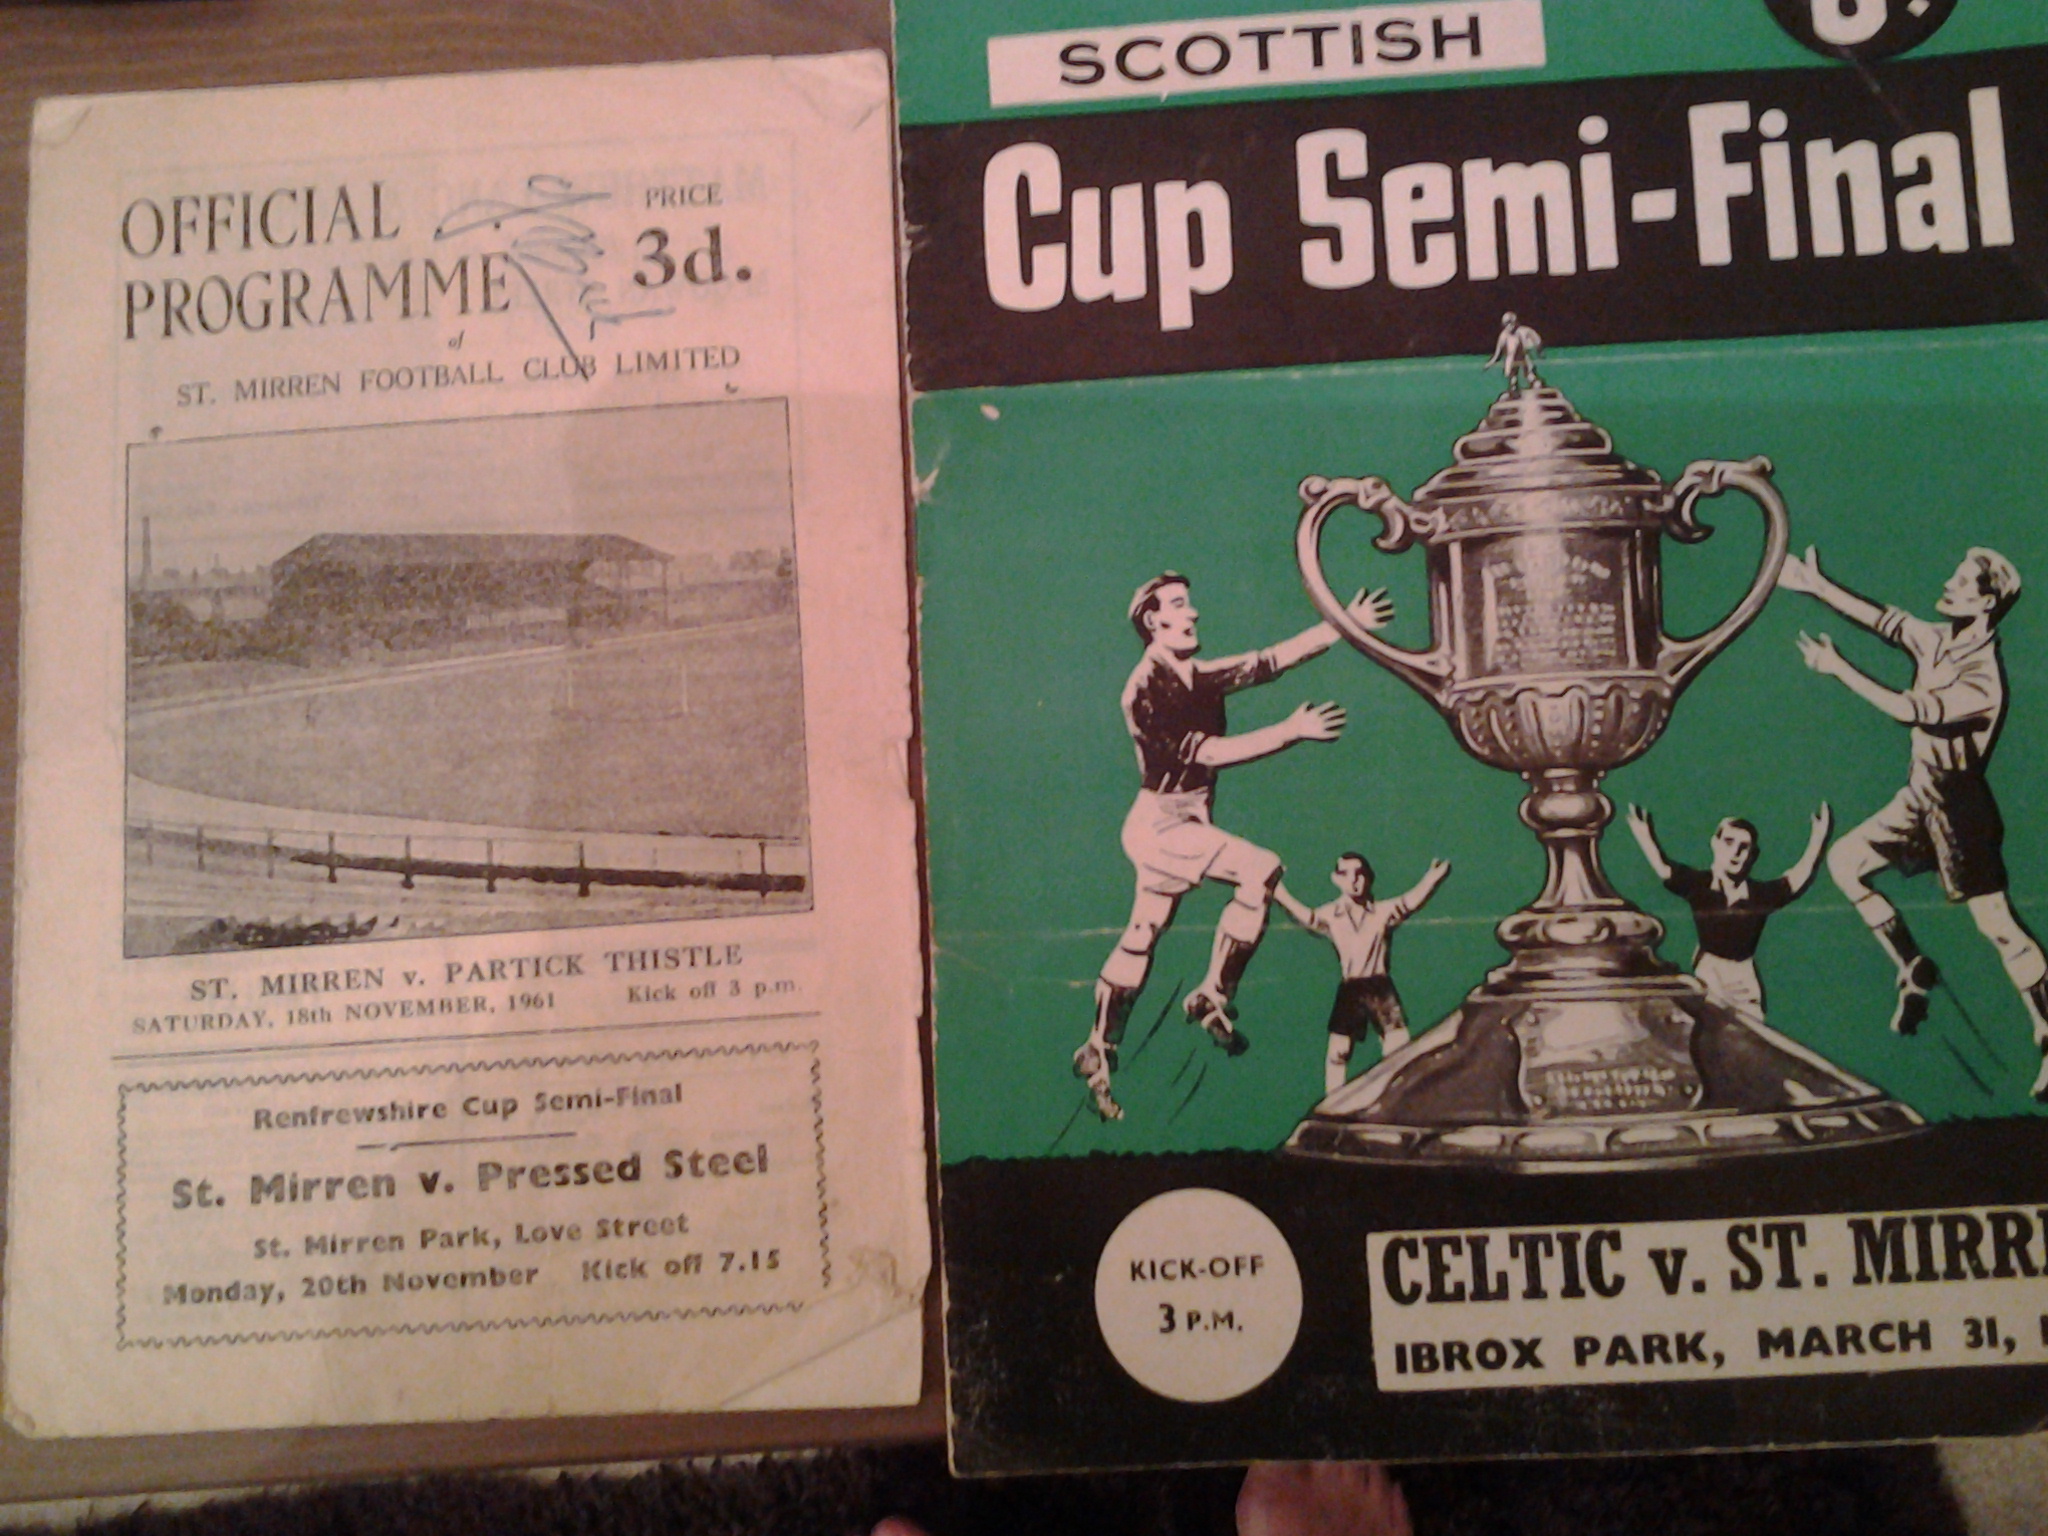 OFFICIAL
PROGRAMME
PRICE
3d.
of
ST. MIRREN FOOTBALL CLUB LIMITED
ST. MIRREN v. PARTICK THISTLE
SATURDAY, 18th NOVEMBER, 1961 Kick off 3 p.m.
Renfrewshire Cup Semi-Final
St. Mirren v. Pressed Steel
St. Mirren Park, Love Street
Monday, 20th November Kick off 7.15
SCOTTISH
Cup Semi-Final
KICK-OFF
3 P.M.
CELTIC v. ST. MIRR
IBROX PARK, MARCH 31,